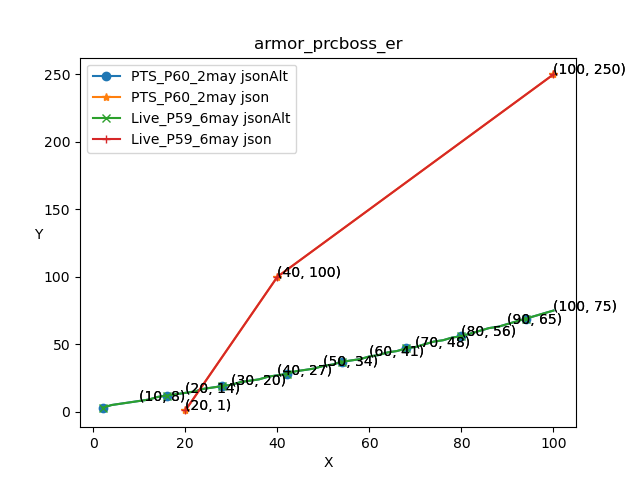 armor_prcboss_er
PTS_P60_2may jsonAlt
PTS_P60_2may json
Live_P59_6may jsonAlt
Live_P59_6may json
250
200
150
100
50
0
Y
(100, 250)
(40, 100)
(100, 75)
(90, 65)
(80, 56)
(70, 48)
(60, 41)
(50, 34)
(40, 27)
(30, 20)
(20, 14)
(10, 8)
(20, 1)
0 20 40 60 80 100
X